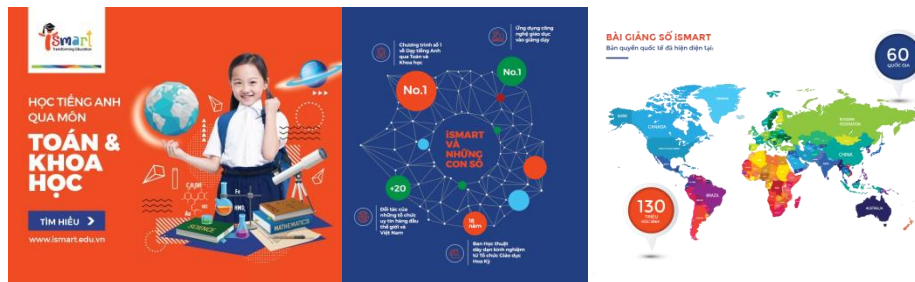 ismart
Transforming Education
HỌC TIẾNG ANH
QUA MÔN
TOÁN &
KHOA
HỌC
TÌM HIỂU
www.ismart.edu.vn
SCIENCE
MATHEMATICS
Chương trình số 1
về Dạy tiếng Anh
qua Toán và
Khoa học
Ứng dụng công
nghệ giáo dục
vào giảng dạy
No.1
No.1
iSMART
VÀ
NHỮNG
CON SỐ
+20
Đối tác của
những tổ chức
uy tín hàng đầu
thế giới và
Việt Nam
16
năm
Ban Học thuật
dày dạn kinh nghiệm
từ Tổ chức Giáo dục
Hoa Kỳ
BÀI GIẢNG SỐ iSMART
Bản quyền quốc tế đã hiện diện tại:
60
QUỐC GIA
CANADA
RUSSIAN
FEDERATION
CHINA
BRAZIL
AUSTRALIA
130
TRIỆU
HỌC SINH